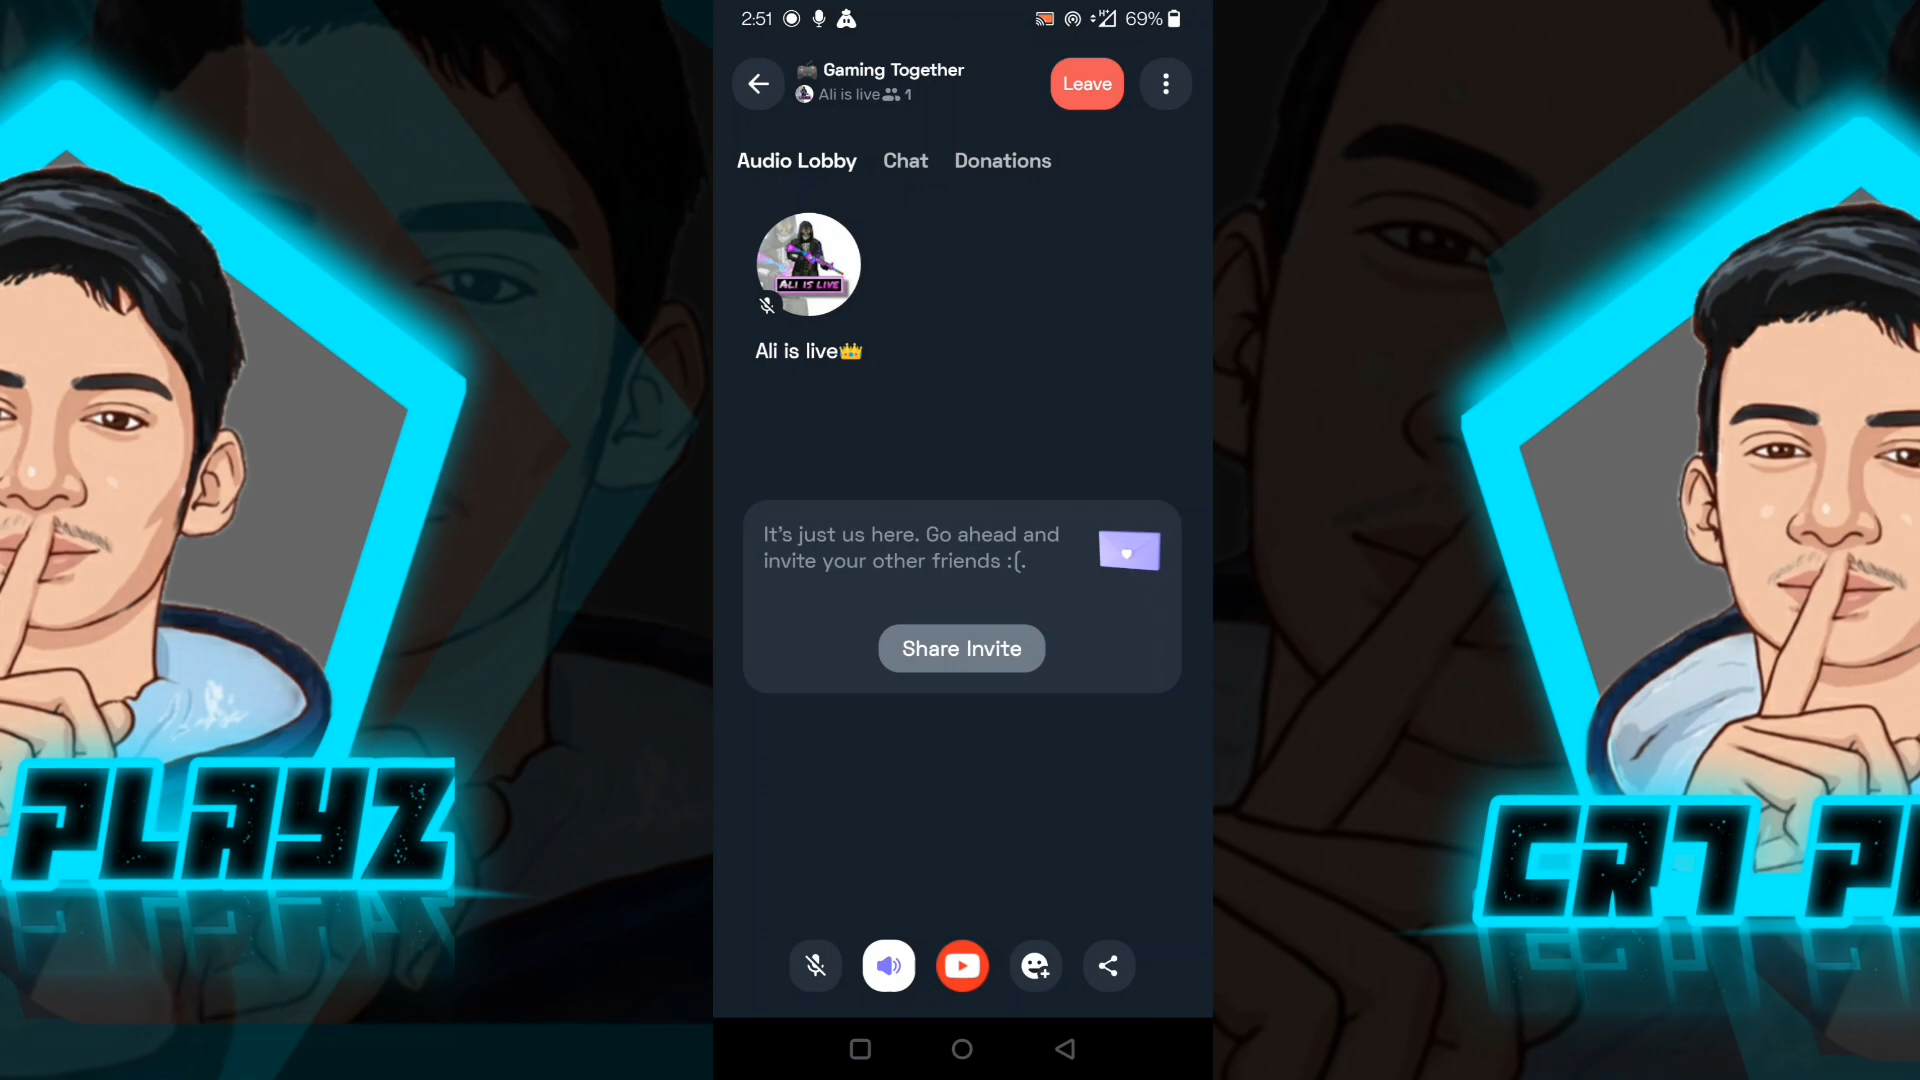 2:51
69%
Gaming Together
Ali is live 1
Leave
Audio Lobby Chat Donations
ALI IS LIVE
Ali is live
It's just us here. Go ahead and
invite your other friends :(.
Share Invite
PLAYZ
CR7 PL